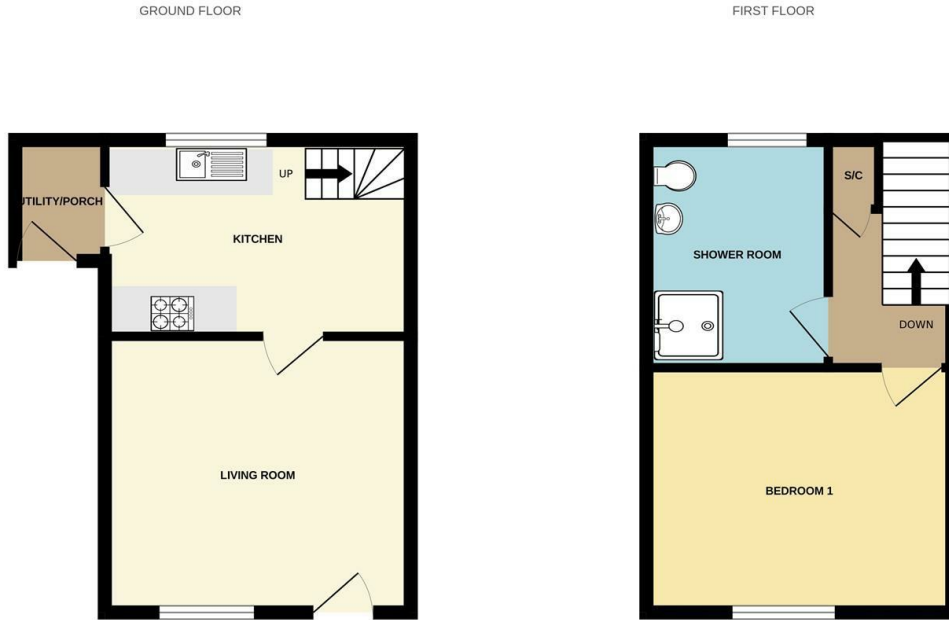 GROUND FLOOR
UTILITY/PORCH
UP
KITCHEN
LIVING ROOM
FIRST FLOOR
S/C
SHOWER ROOM
DOWN
BEDROOM 1